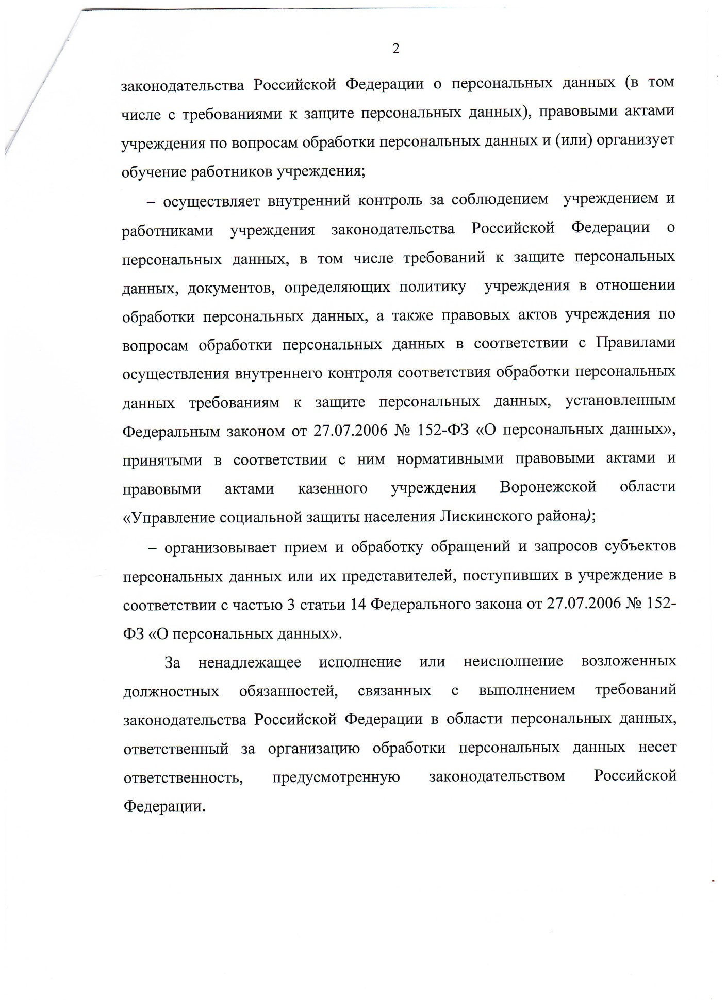 2
законодательства Российской Федерации о персональных данных (в том
числе с требованиями к защите персональных данных), правовыми актами
учреждения по вопросам обработки персональных данных и (или) организует
обучение работников учреждения;
– осуществляет внутренний контроль за соблюдением учреждением и
работниками учреждения законодательства Российской Федерации о
персональных данных, в том числе требований к защите персональных
данных, документов, определяющих политику учреждения в отношении
обработки персональных данных, а также правовых актов учреждения по
вопросам обработки персональных данных в соответствии с Правилами
осуществления внутреннего контроля соответствия обработки персональных
данных требованиям к защите персональных данных, установленным
Федеральным законом от 27.07.2006 № 152-ФЗ «О персональных данных»,
принятыми в соответствии с ним нормативными правовыми актами и
правовыми актами казенного учреждения Воронежской области
«Управление социальной защиты населения Лискинского района);
– организовывает прием и обработку обращений и запросов субъектов
персональных данных или их представителей, поступивших в учреждение в
соответствии с частью 3 статьи 14 Федерального закона от 27.07.2006 № 152-
ФЗ «О персональных данных».
За ненадлежащее исполнение или неисполнение возложенных
должностных обязанностей, связанных с выполнением требований
законодательства Российской Федерации в области персональных данных,
ответственный за организацию обработки персональных данных несет
ответственность, предусмотренную законодательством Российской
Федерации.